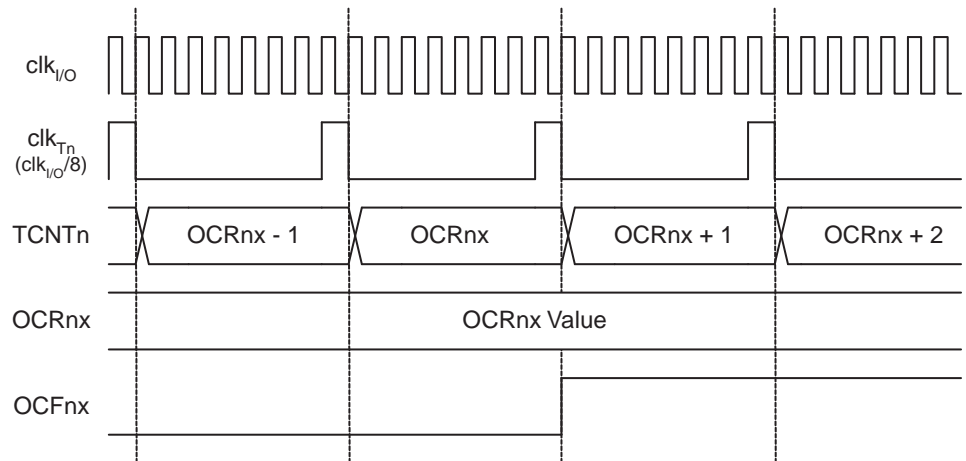 clkI/O
clkTn
(clkI/O/8)
TCNTn OCRnx - 1 OCRnx OCRnx + 1 OCRnx + 2
OCRnx OCRnx Value
OCFnx